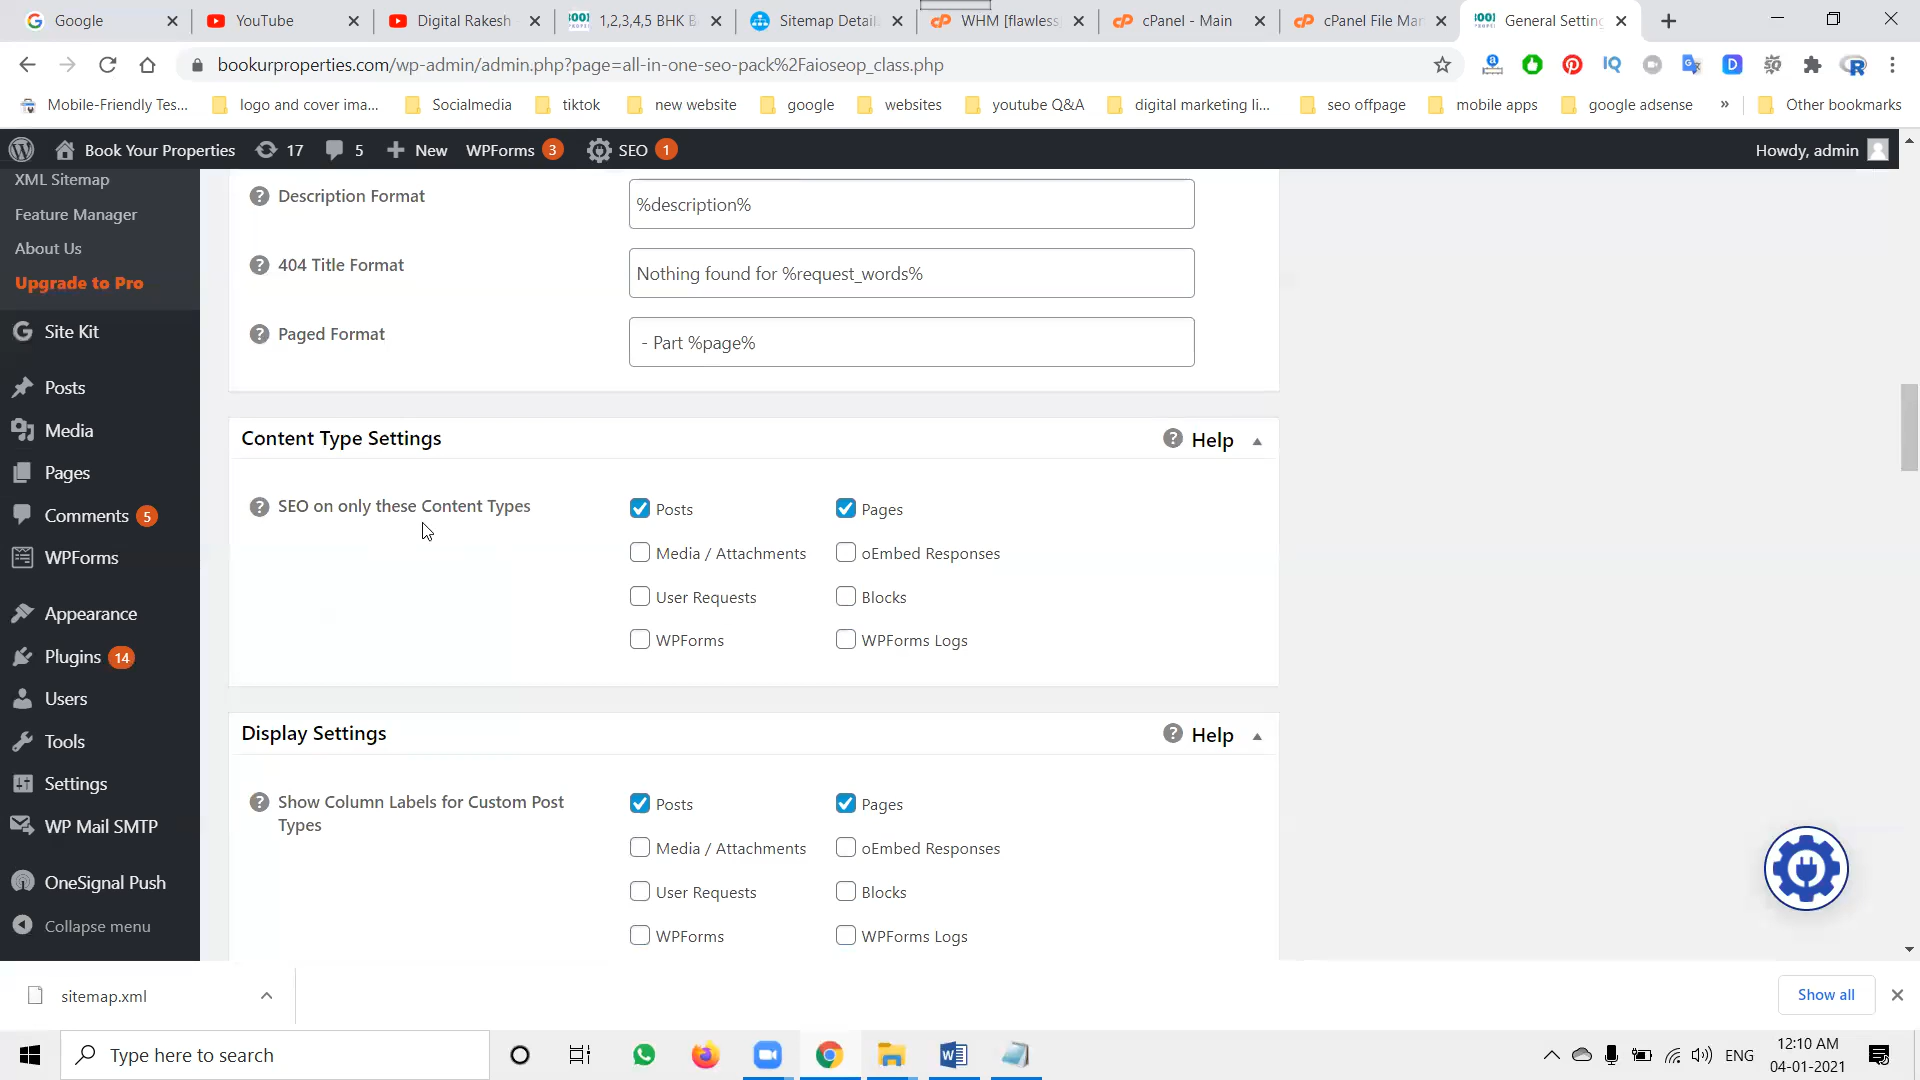 Google
YouTube
Digital Rakesh
1,2,3,4,5 BHK B
Sitemap Detail
WHM [flawless
cPanel - Main
cPanel File Mar
General Setting
bookurproperties.com/wp-admin/admin.php?page=all-in-one-seo-pack%2Faioseop_class.php
Mobile-Friendly Tes...
logo and cover ima...
Socialmedia
tiktok
new website
google
websites
youtube Q&A
digital marketing li...
seo offpage
mobile apps
google adsense
»
Other bookmarks
Book Your Properties
17
5
New
WPForms 3
SEO 1
Howdy, admin
XML Sitemap
Feature Manager
About Us
Upgrade to Pro
Site Kit
Posts
Media
Pages
Comments 5
WPForms
Appearance
Plugins 14
Users
Tools
Settings
WP Mail SMTP
OneSignal Push
Collapse menu
Description Format
%description%
404 Title Format
Nothing found for %request_words%
Paged Format
- Part %page%
Content Type Settings
Help
SEO on only these Content Types
Posts
Pages
Media / Attachments
oEmbed Responses
User Requests
Blocks
WPForms
WPForms Logs
Display Settings
Help
Show Column Labels for Custom Post
Types
Posts
Pages
Media / Attachments
oEmbed Responses
User Requests
Blocks
WPForms
WPForms Logs
sitemap.xml
Show all
Type here to search
ENG
12:10 AM
04-01-2021